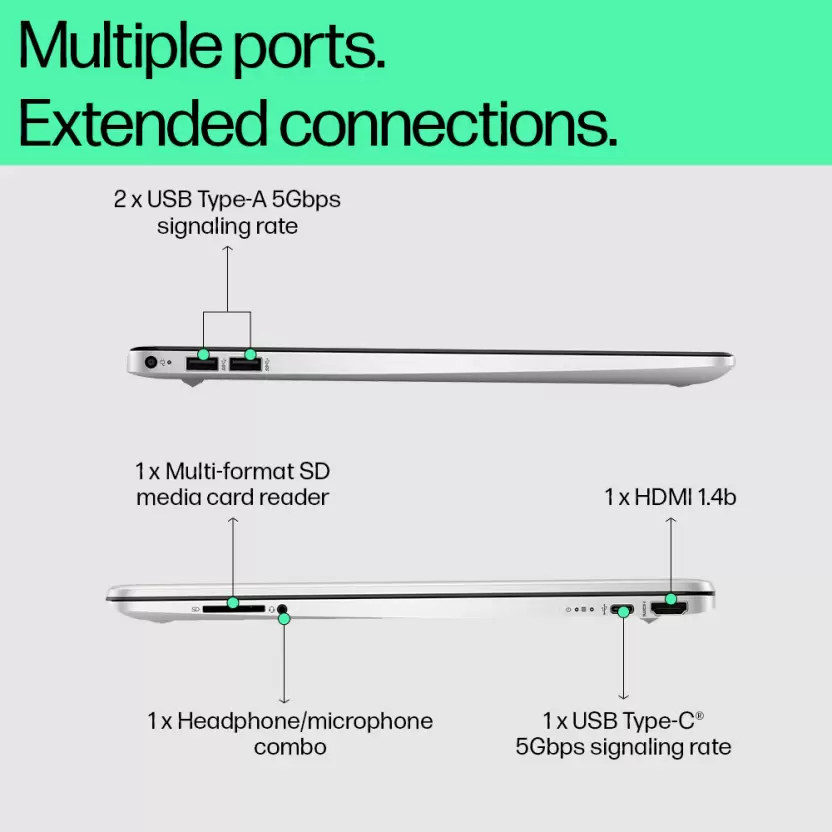 Multiple ports.
Extended connections.
2 x USB Type-A 5Gbps
signaling rate
1 x Multi-format SD
media card reader
1 x HDMI 1.4b
SD
1 x Headphone/microphone
combo
1 x USB Type-C®
5Gbps signaling rate